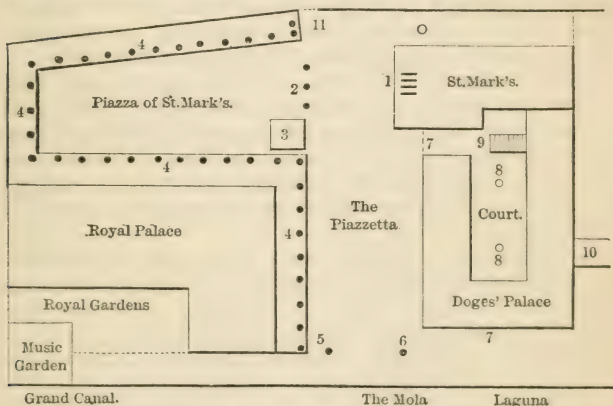 11
4
1
St. Mark's.
2
Piazza of St. Mark's.
4
3
7
9
4
8
The
Piazzetta
Court.
.Royal Palace
4
8
10
Royal Gardens
Doges' Palace
5
6
7
Music
Garden
Grand Canal.
The Mola
Laguna